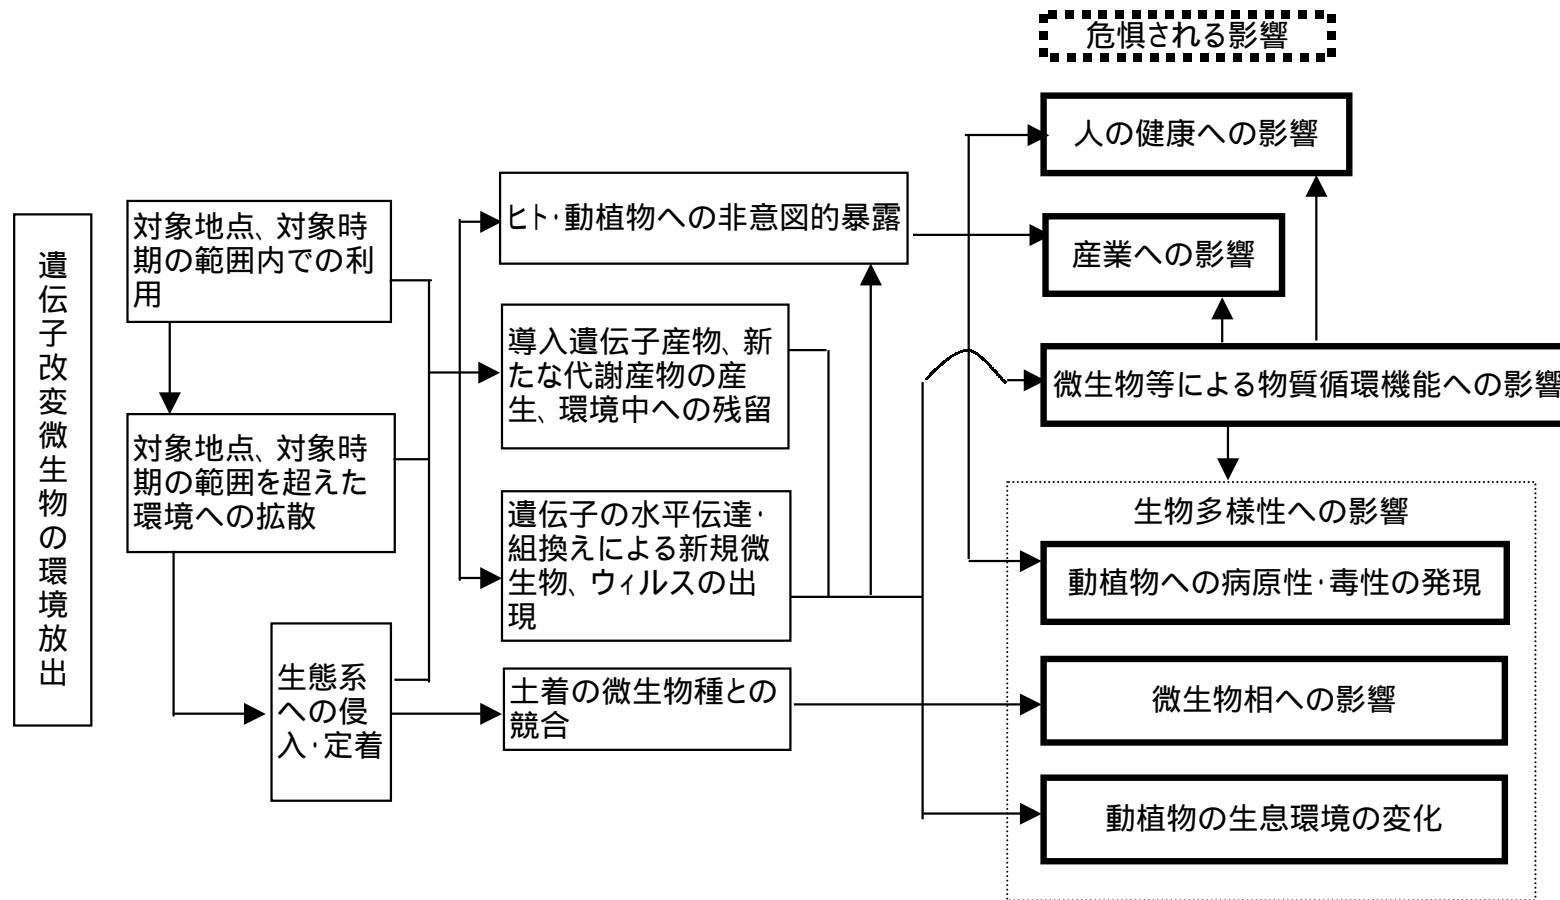 危惧される影響
遺伝子改変微生物の環境放出
対象地点、対象時
期の範囲内での利
用
対象地点、対象時
期の範囲を超えた
環境への拡散
生態系
への侵
入・定着
ヒト・動植物への非意図的暴露
導入遺伝子産物、新
たな代謝産物の産
生、環境中への残留
遺伝子の水平伝達・
組換えによる新規微
生物、ウィルスの出
現
土着の微生物種との
競合
人の健康への影響
産業への影響
微生物等による物質循環機能への影響
生物多様性への影響
動植物への病原性・毒性の発現
微生物相への影響
動植物の生息環境の変化